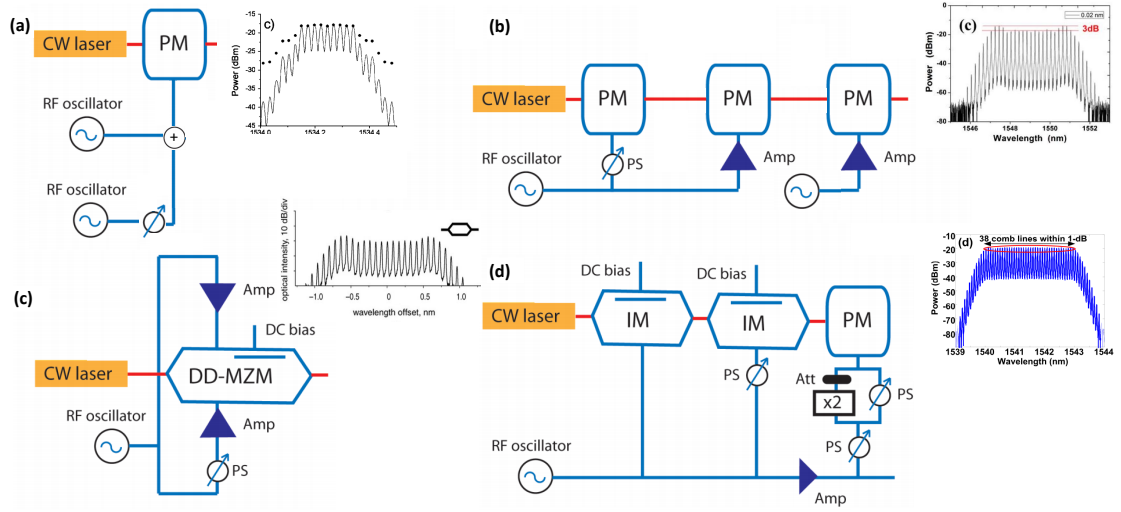 (a)
CW laser
PM
RF oscillator
+
RF oscillator
c)
Power (dBm)
-15
-20
-25
-30
-35
-40
-45
1534.0
1534.2
1534.4
(b)
CW laser
PM
PM
PM
PS
Amp
Amp
RF oscillator
RF oscillator
(c)
0.02 nm
3dB
Power (dBm)
0
-20
-40
-60
-80
1546
1548
1550
1552
Wavelength (nm)
(c)
Amp
DC bias
CW laser
DD-MZM
RF oscillator
Amp
PS
optical intensity, 10 dB/div
-1.0
-0.5
0
0.5
1.0
wavelength offset, nm
(d)
DC bias
DC bias
CW laser
IM
IM
PM
PS
Att
x2
PS
PS
RF oscillator
Amp
(d)
38 comb lines within 1-dB
Power (dBm)
-10
-20
-30
-40
-50
-60
-70
-80
1539
1540
1541
1542
1543
1544
Wavelength (nm)